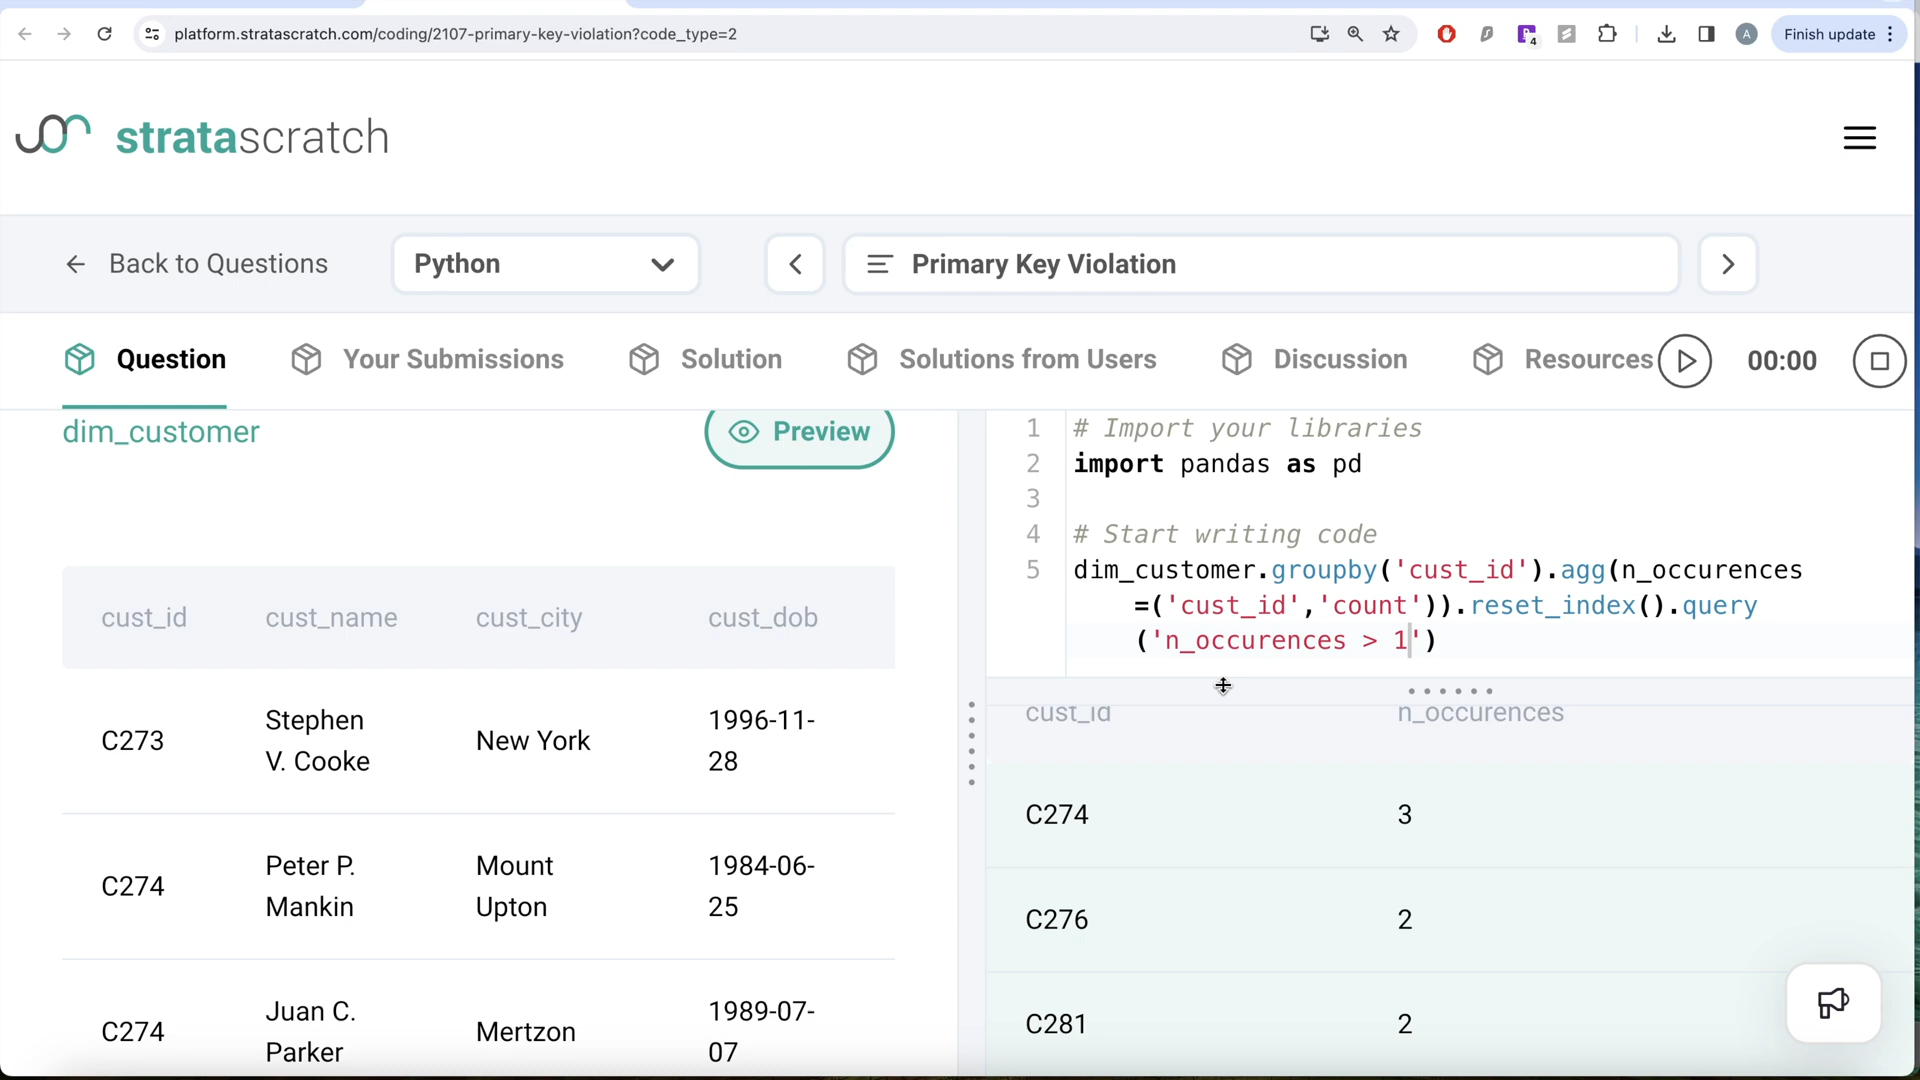 platform.stratascratch.com/coding/2107-primary-key-violation?code_type=2
4
A
Finish update
stratascratch
Back to Questions
Python
Primary Key Violation
Question
Your Submissions
Solution
Solutions from Users
Discussion
Resources
00:00
dim_customer
Preview
cust_id cust_name cust_city cust_dob
C273 Stephen V. Cooke New York 1996-11-28
C274 Peter P. Mankin Mount Upton 1984-06-25
C274 Juan C. Parker Mertzon 1989-07-07
1 # Import your libraries
2 import pandas as pd
3
4 # Start writing code
5 dim_customer.groupby('cust_id').agg(n_occurences
=('cust_id','count')).reset_index().query
('n_occurences > 1')
cust_id n_occurences
C274 3
C276 2
C281 2